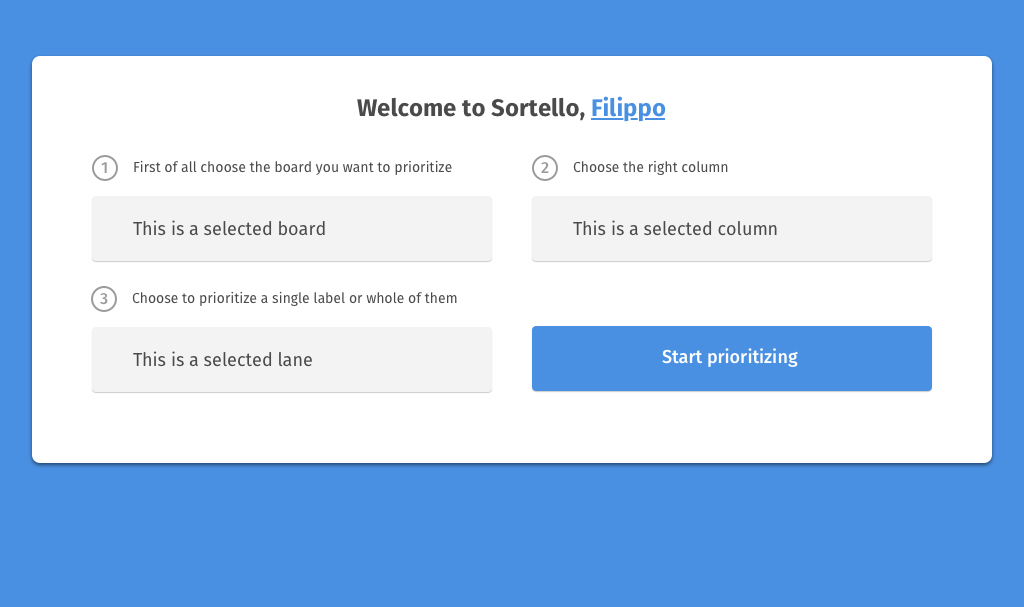 Welcome to Sortello, Filippo
1 First of all choose the board you want to prioritize
This is a selected board
2 Choose the right column
This is a selected column
3 Choose to prioritize a single label or whole of them
This is a selected lane
Start prioritizing